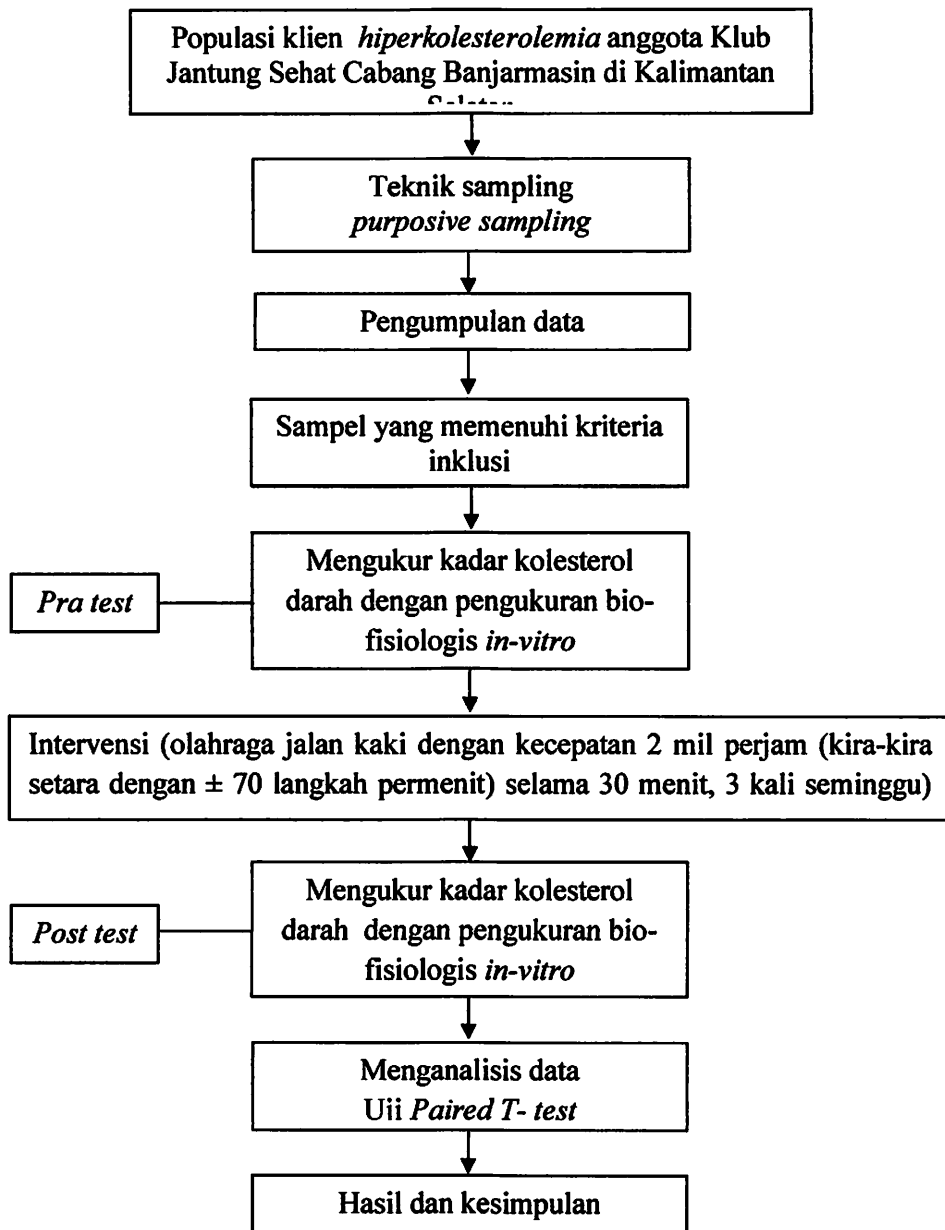 Populasi klien hiperkolesterolemia anggota Klub
Jantung Sehat Cabang Banjarmasin di Kalimantan
Teknik sampling
purposive sampling
Pengumpulan data
Sampel yang memenuhi kriteria
inklusi
Pra test
Mengukur kadar kolesterol
darah dengan pengukuran bio-
fisiologis in-vitro
Intervensi (olahraga jalan kaki dengan kecepatan 2 mil perjam (kira-kira
setara dengan ± 70 langkah permenit) selama 30 menit, 3 kali seminggu)
Post test
Mengukur kadar kolesterol
darah dengan pengukuran bio-
fisiologis in-vitro
Menganalisis data
Uji Paired T- test
Hasil dan kesimpulan